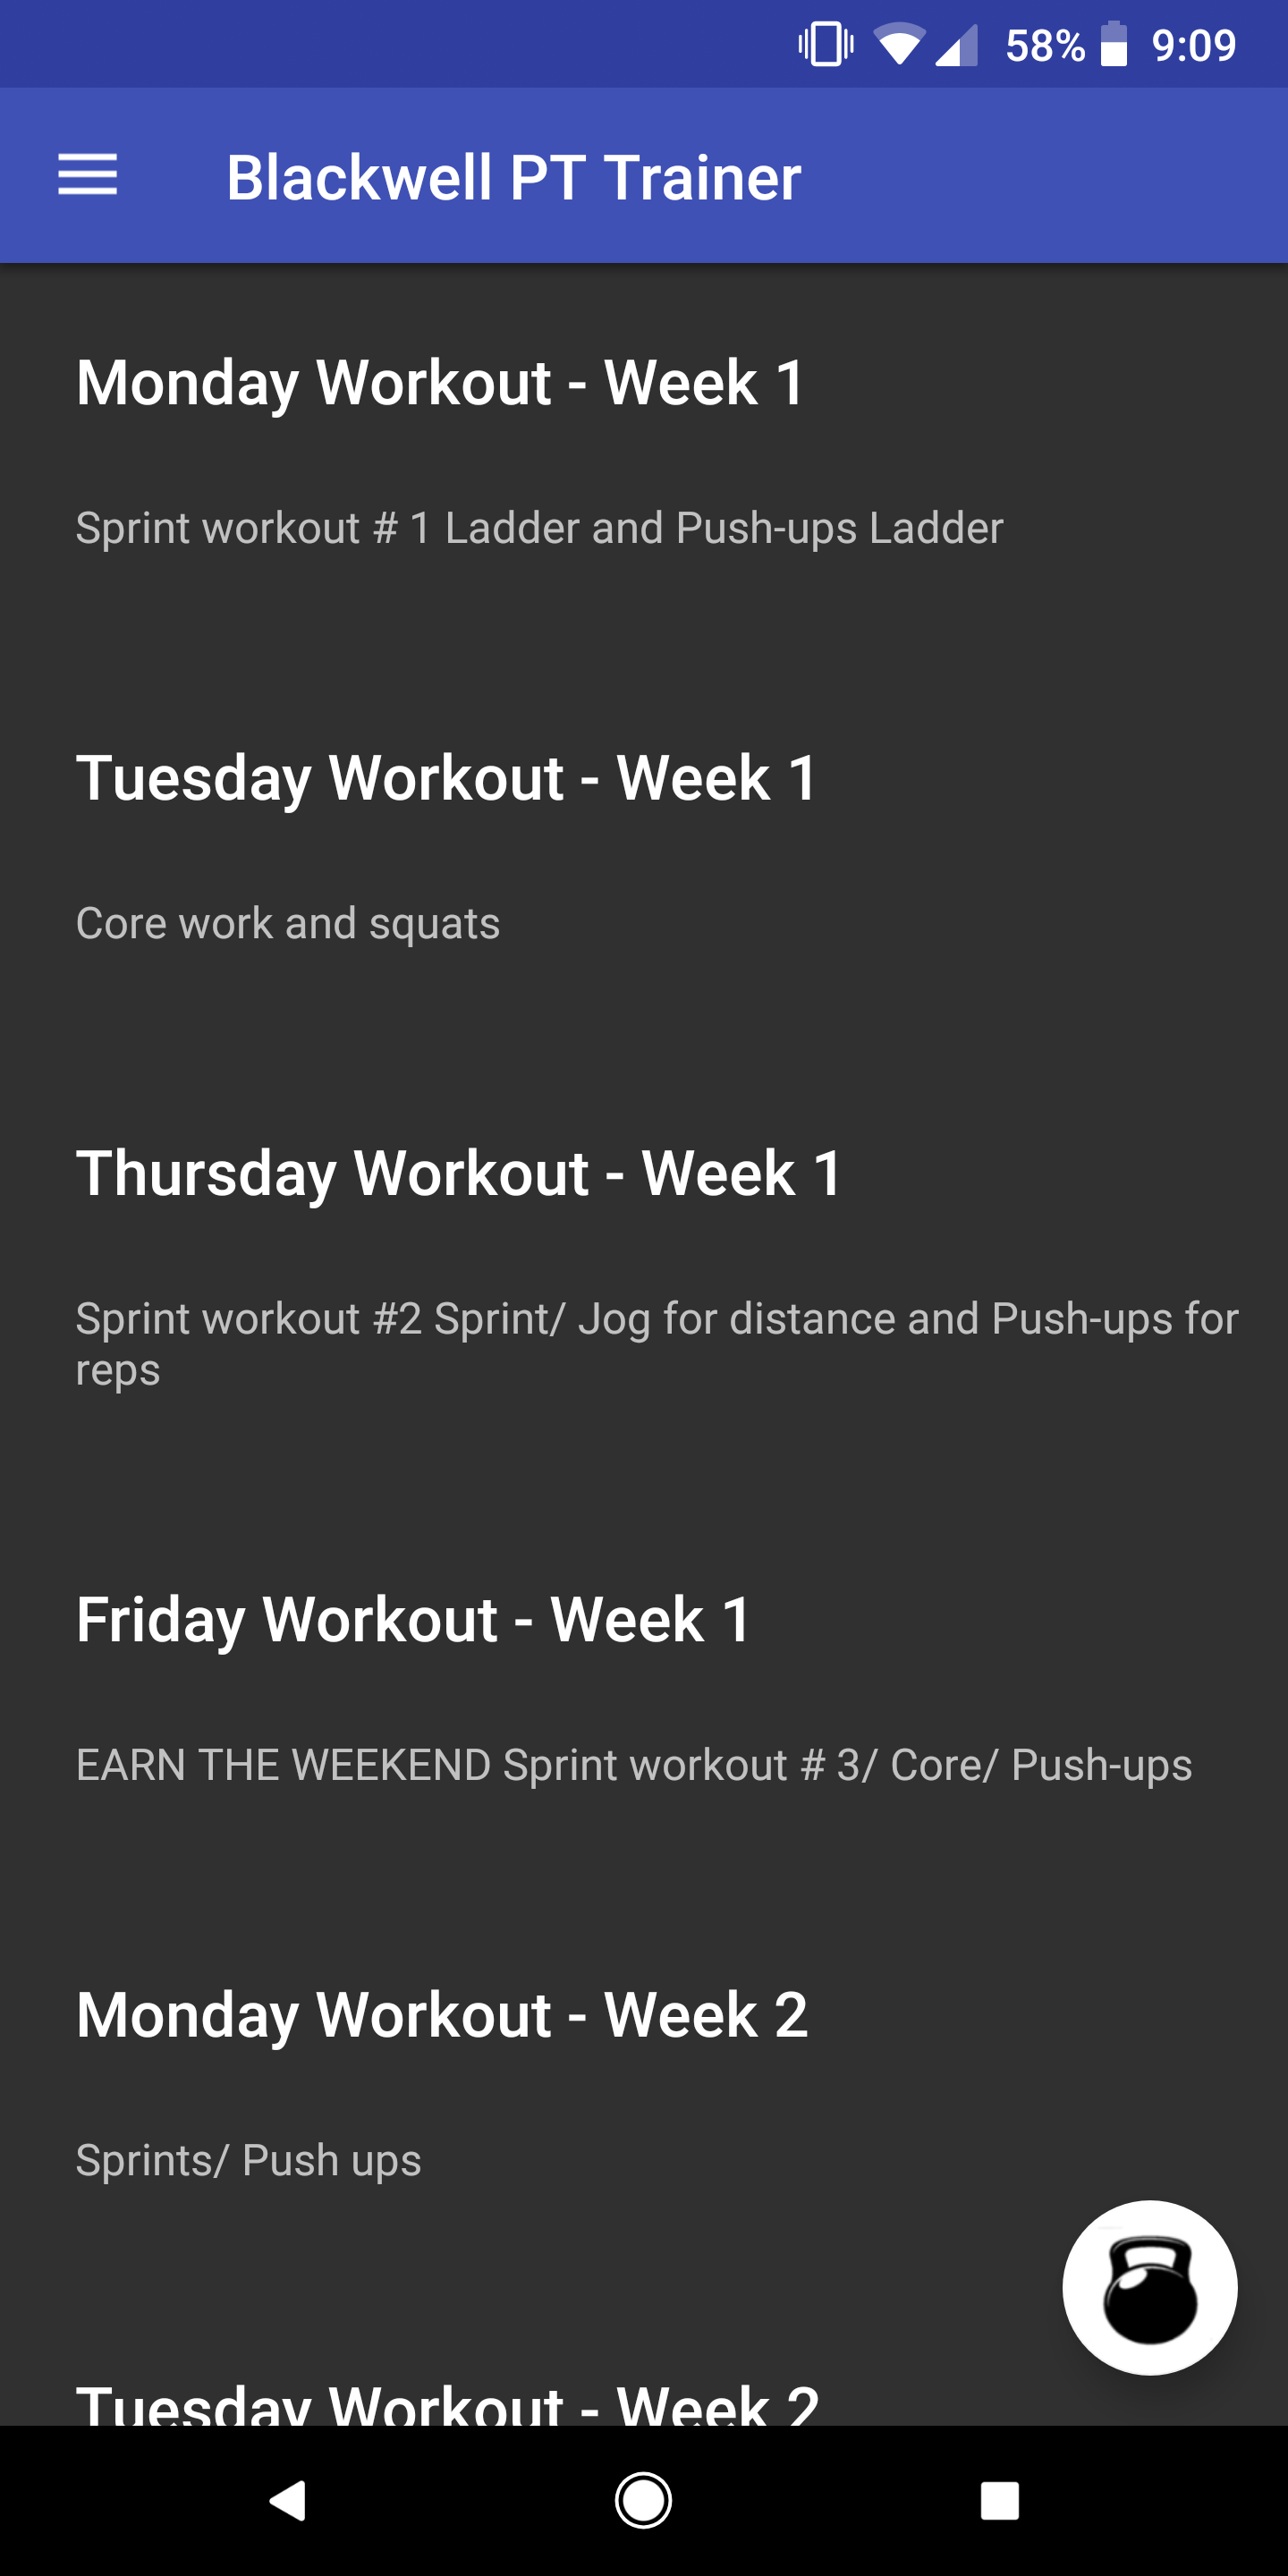 58% 9:09
Blackwell PT Trainer
Monday Workout - Week 1
Sprint workout # 1 Ladder and Push-ups Ladder
Tuesday Workout - Week 1
Core work and squats
Thursday Workout - Week 1
Sprint workout #2 Sprint/ Jog for distance and Push-ups for
reps
Friday Workout - Week 1
EARN THE WEEKEND Sprint workout # 3/ Core/ Push-ups
Monday Workout - Week 2
Sprints/ Push ups
Tuesday Workout - Week 2